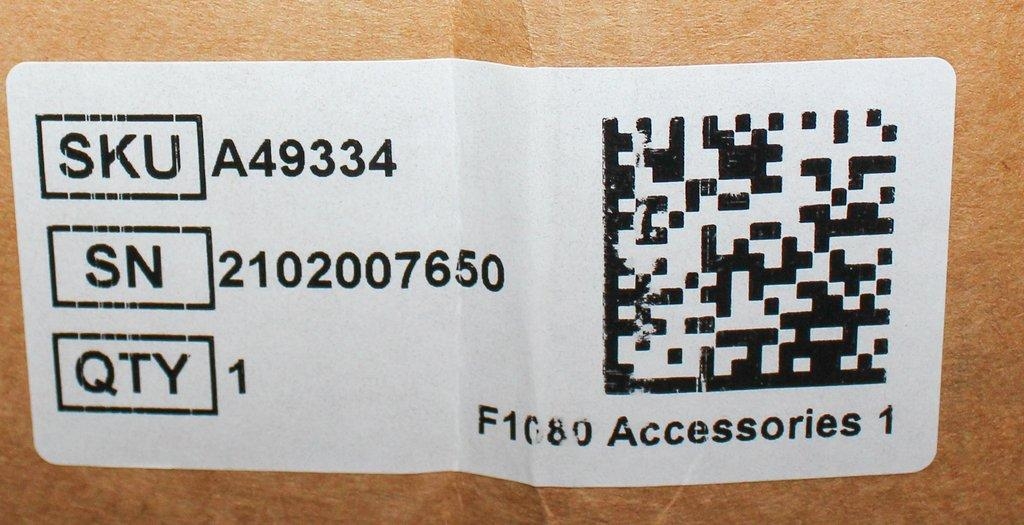 SKU A49334
SN 2102007650
QTY 1
F1080 Accessories 1